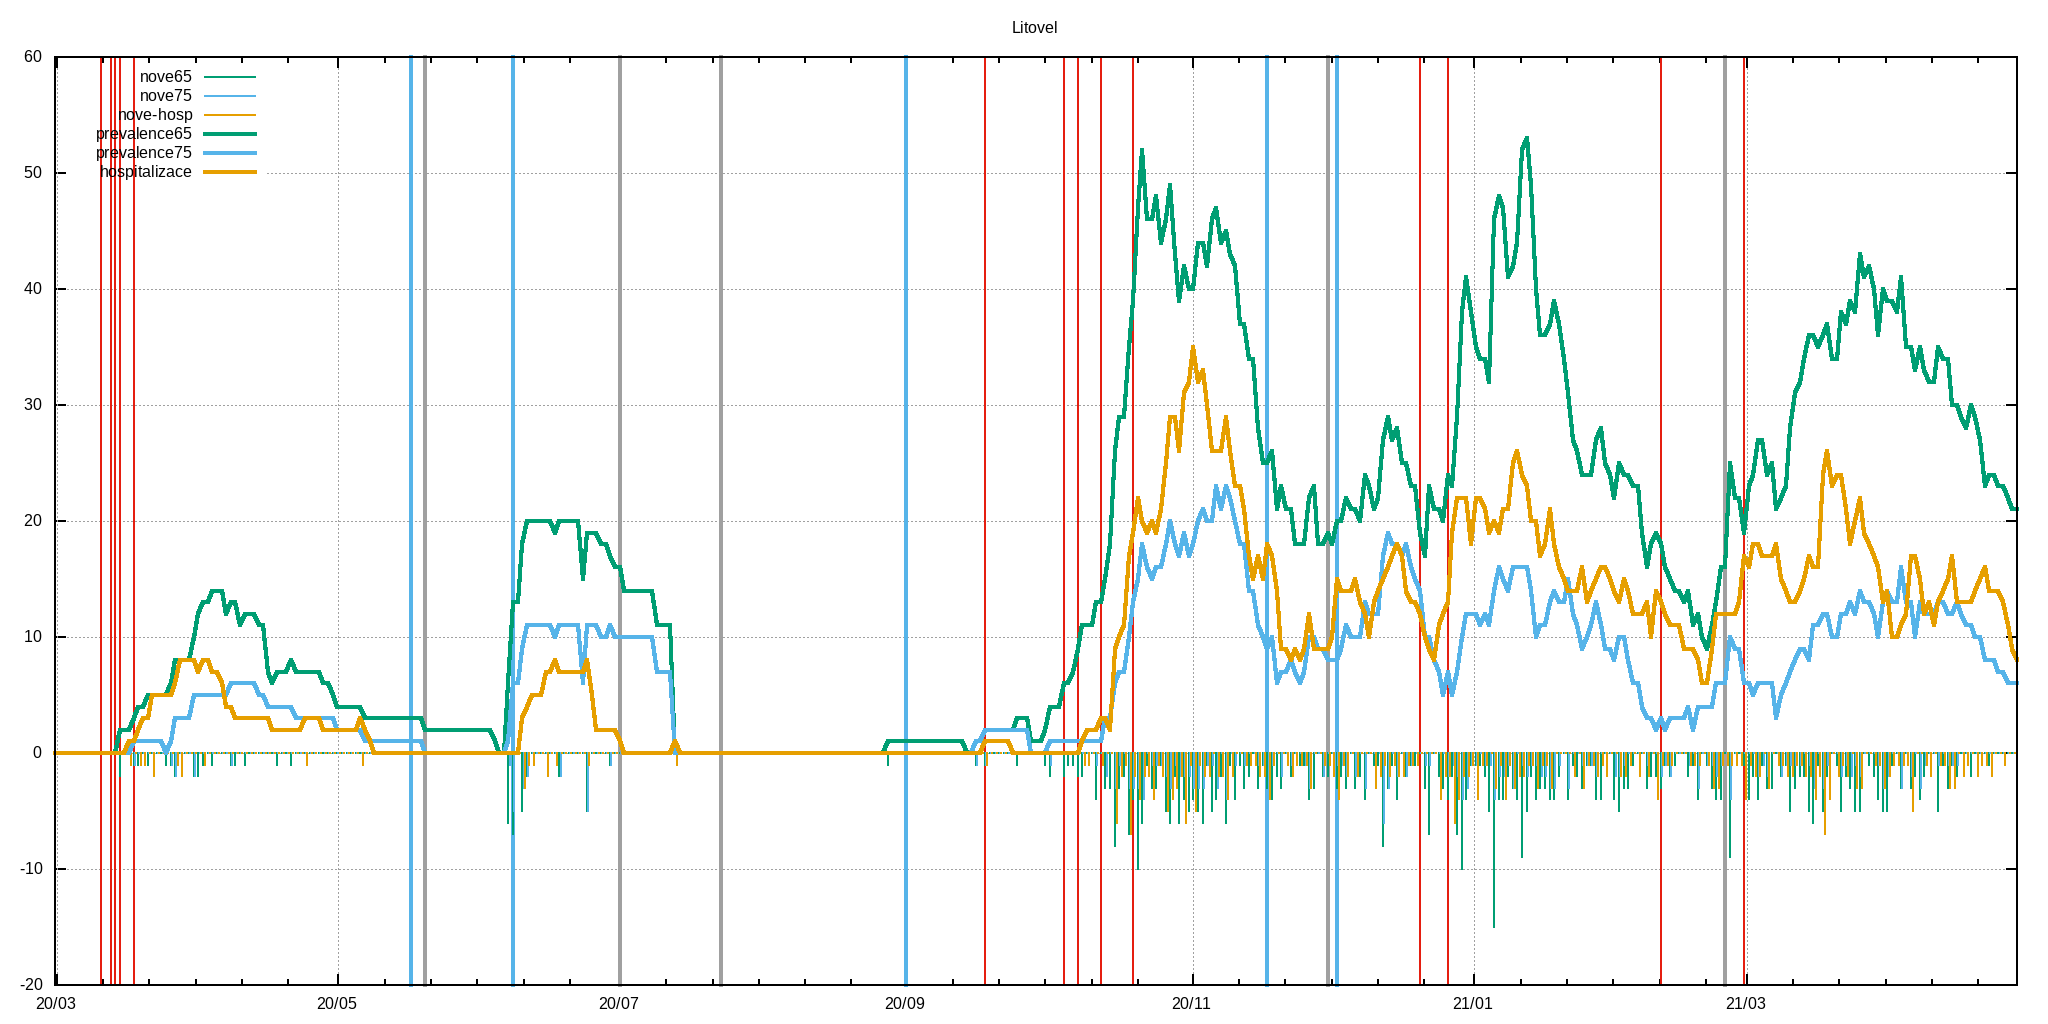 Litovel
60
nove65
nove75
nove-hosp
prevalence65
prevalence75
hospitalizace
50
40
30
20
10
0
-10
-20
20/03 20/05 20/07 20/09 20/11 21/01 21/03